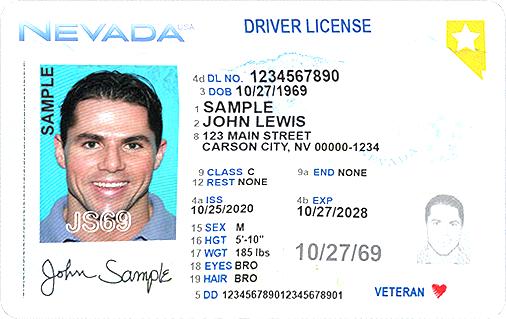 NEVADA USA
DRIVER LICENSE
SAMPLE
4d DL NO. 1234567890
3 DOB 10/27/1969
1 SAMPLE
2 JOHN LEWIS
8 123 MAIN STREET
CARSON CITY, NV 00000-1234
9 CLASS C 9a END NONE
12 REST NONE
4a ISS 4b EXP
10/25/2020 10/27/2028
15 SEX M
16 HGT 5'-10"
17 WGT 185 lbs
10/27/69
18 EYES BRO
19 HAIR BRO
5 DD 12345678901234578901
VETERAN
JS69
John Sample